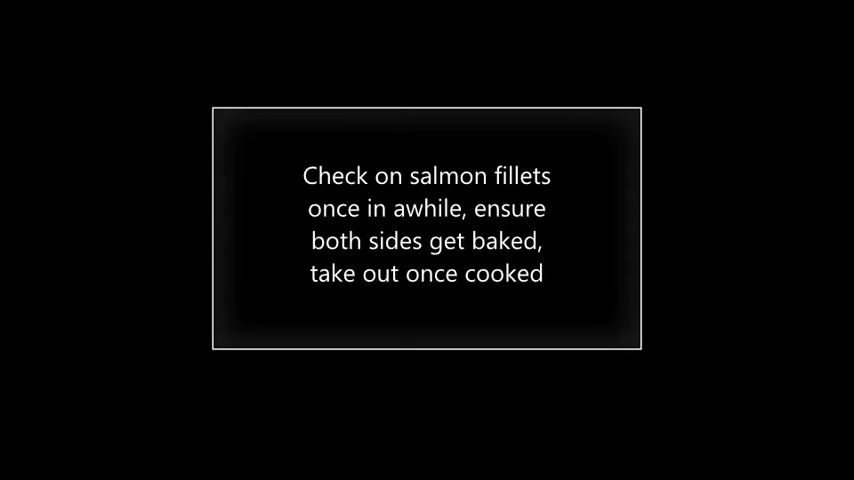 Check on salmon fillets
once in awhile, ensure
both sides get baked,
take out once cooked